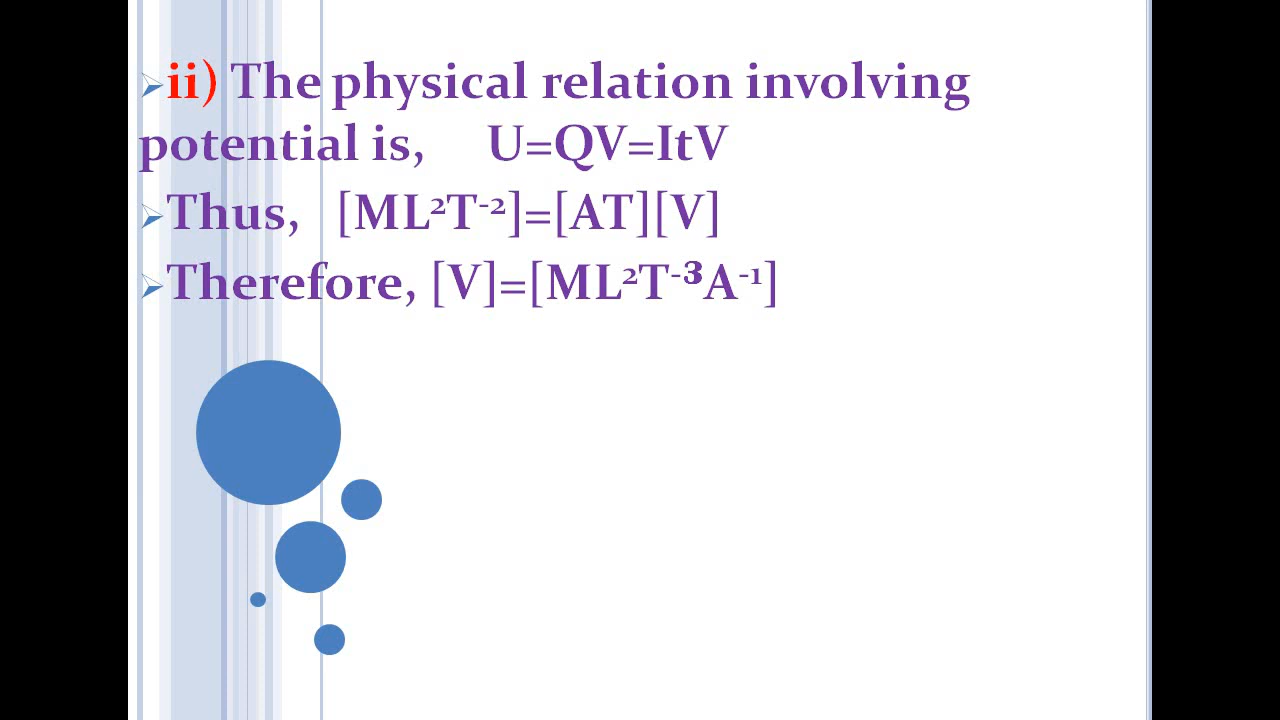 ii) The physical relation involving
potential is, U=QV=ItV
Thus, [ML²T⁻²]=[AT][V]
Therefore, [V]=[ML²T⁻³A⁻¹]